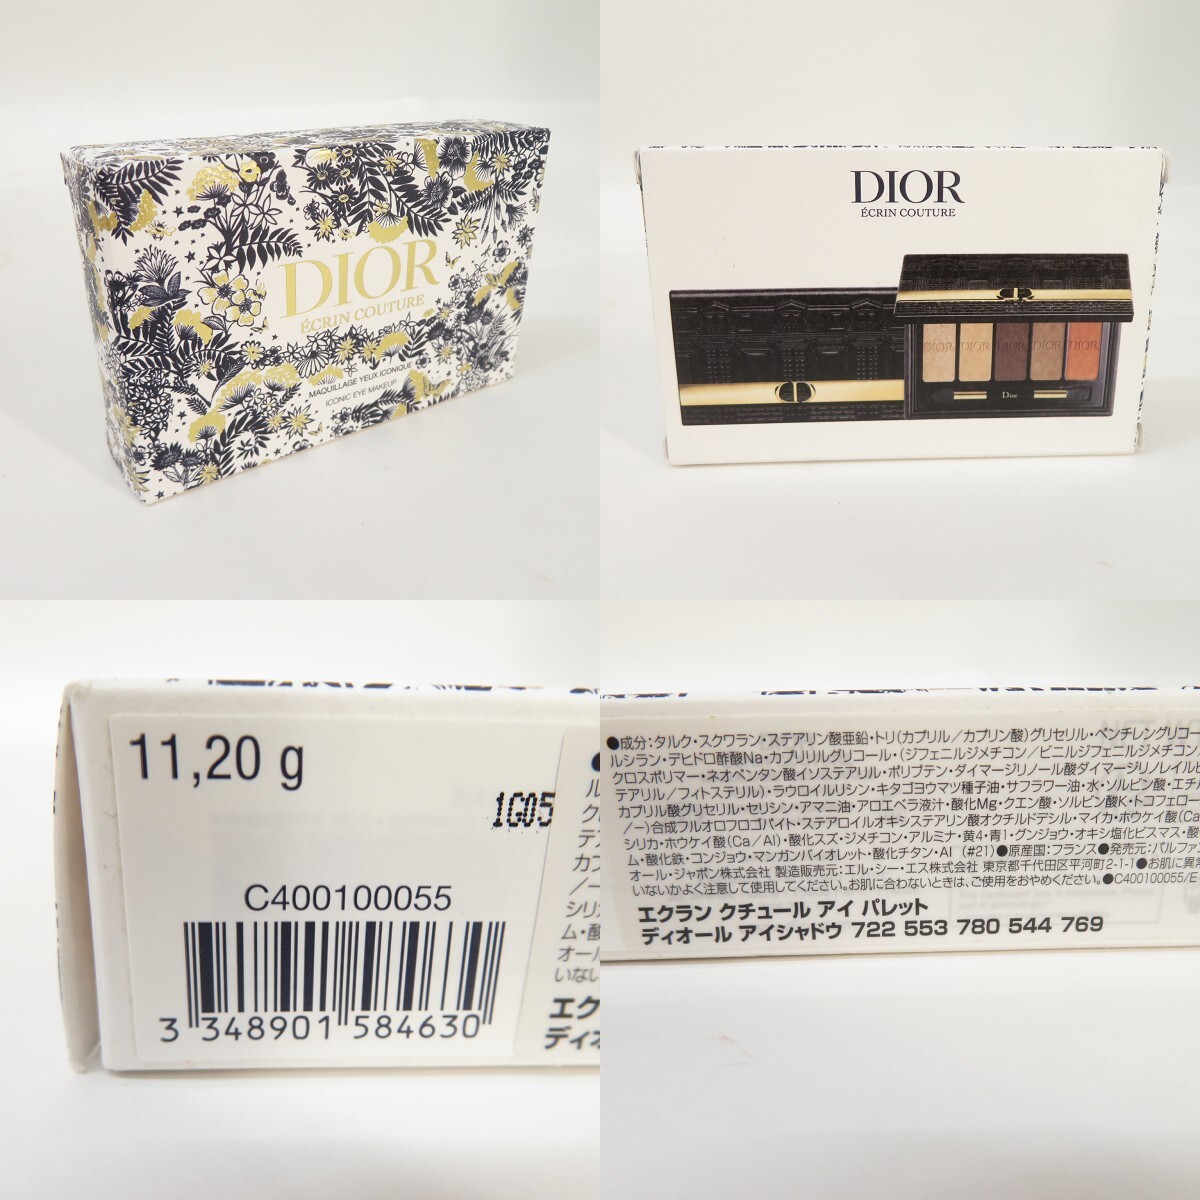 DIOR
ÉCRIN COUTURE
MAQUILLAGE YEUX ICONIQUE
ICONIC EYE MAKEUP
DIOR
ÉCRIN COUTURE
DIOR DIOR DIOR DIOR DIOR
Dior
11,20 g
1G05
C400100055
3 348901 584630
●成分:タルク・スクワラン・ステアリン酸亜鉛・トリ(カプリル/カプリン酸)グリセリル・ペンチレングリコー
ルシラン・デヒドロ酢酸Na・カプリリルグリコール・(ジフェニルジメチコン/ビニルジフェニルジメチコン/
クロスポリマー・ネオペンタン酸イソステアリル・ポリブテン・ダイマージリノール酸ダイマージリノレイルビ
テアリル/フィトステリル)・ラウロイルリシン・キタゴヨウマツ種子油・サフラワー油・水・ソルビン酸・エチル
カプリル酸グリセリル・セリシン・アマニ油・アロエベラ液汁・酸化Mg・クエン酸・ソルビン酸K・トコフェロー
/−)合成フルオロフロゴパイト・ステアロイルオキシステアリン酸オクチルドデシル・マイカ・ホウケイ酸(Ca
シリカ・ホウケイ酸(Ca/Al)・酸化スズ・ジメチコン・アルミナ・黄4・青1・グンジョウ・オキシ塩化ビスマス・酸
ム・酸化鉄・コンジョウ・マンガンバイオレット・酸化チタン・Al (#21)●原産国:フランス●発売元:パルファン
オール・ジャポン株式会社 製造販売元:エル・シー・エス株式会社 東京都千代田区平河町2-1-1●お肌に異常
いないかよく注意して使用してください。お肌に合わないときは、ご使用をおやめください。●C400100055/E
エクラン クチュール アイ パレット
ディオール アイシャドウ 722 553 780 544 769